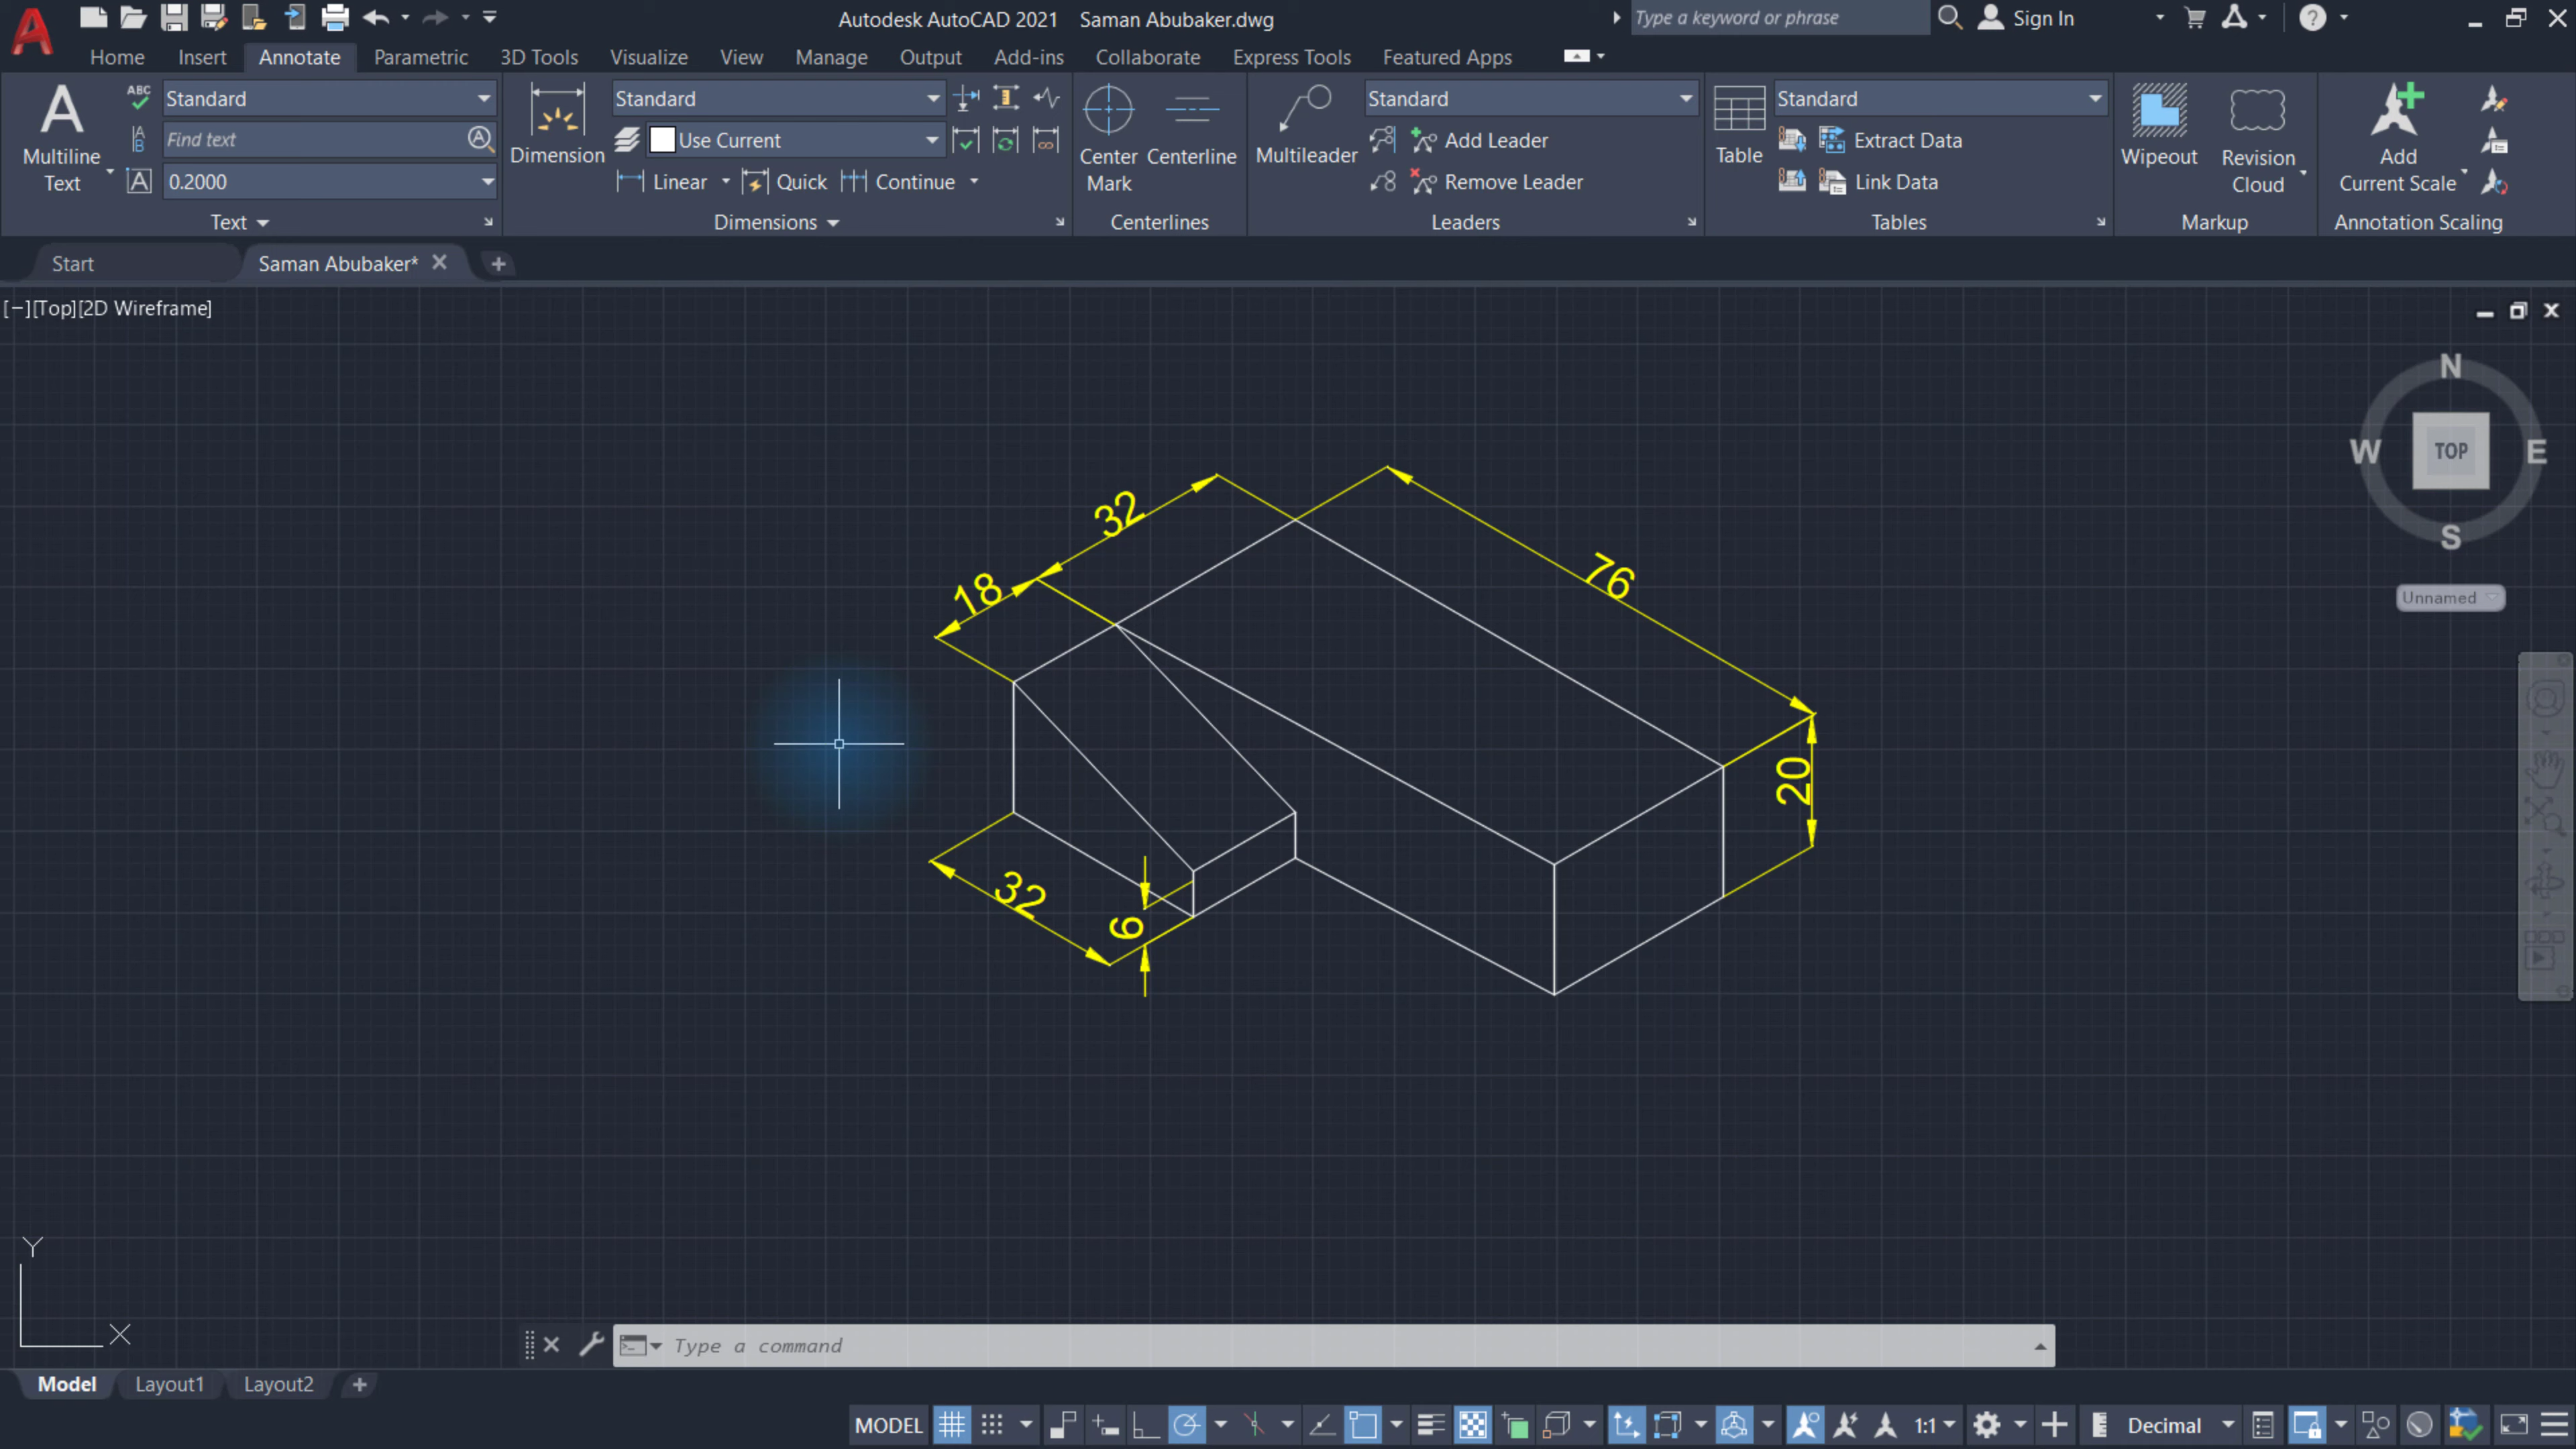 Autodesk AutoCAD 2021 Saman Abubaker.dwg
Type a keyword or phrase
Sign In
Home Insert Annotate Parametric 3D Tools Visualize View Manage Output Add-ins Collaborate Express Tools Featured Apps
Multiline Text
ABC
Standard
Find text
0.2000
Text
Dimension
Standard
Use Current
Linear Quick Continue
Dimensions
Center Mark
Centerline
Centerlines
Multileader
Standard
Add Leader
Remove Leader
Leaders
Table
Standard
Extract Data
Link Data
Tables
Wipeout
Revision Cloud
Markup
Add Current Scale
Annotation Scaling
Start
Saman Abubaker*
[−][Top][2D Wireframe]
N
W TOP E
S
Unnamed
32
76
18
20
32
6
Y
X
Type a command
Model Layout1 Layout2
MODEL
1:1
Decimal